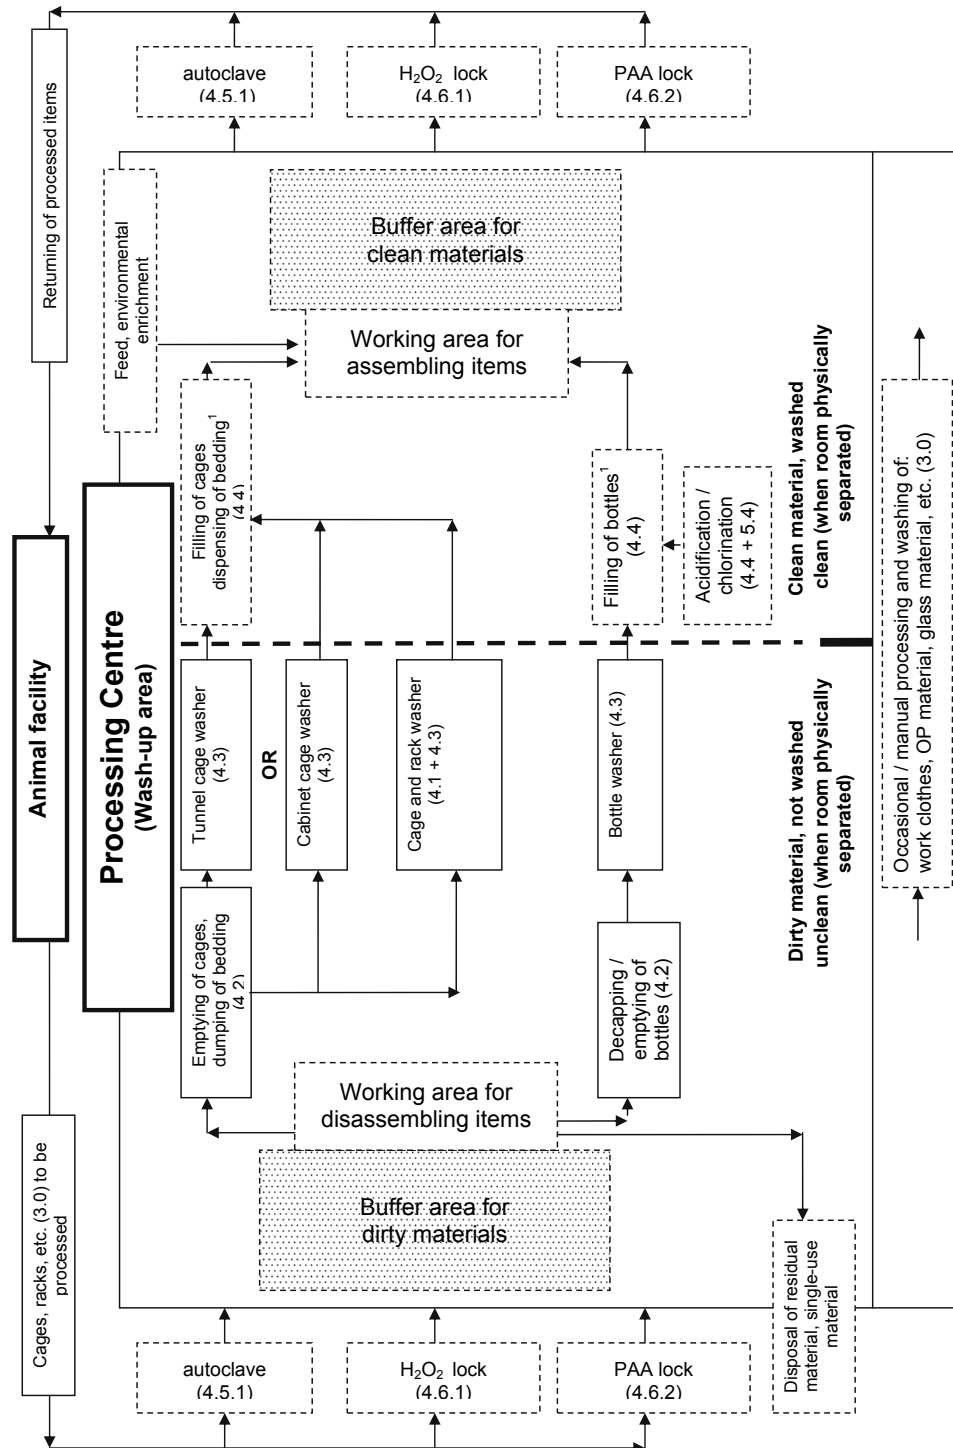 Animal facility
Returning of processed items
Cages, racks, etc. (3.0) to be
processed
Processing Centre
(Wash-up area)
autoclave
(4.5.1)
H₂O₂ lock
(4.6.1)
PAA lock
(4.6.2)
Buffer area for
dirty materials
Working area for
disassembling items
Disposal of residual
material, single-use
material
Emptying of cages,
dumping of bedding
(4.2)
Decapping /
emptying of
bottles (4.2)
Tunnel cage washer
(4.3)
OR
Cabinet cage washer
(4.3)
Cage and rack washer
(4.1 + 4.3)
Bottle washer (4.3)
Dirty material, not washed
unclean (when room physically
separated)
Filling of cages
dispensing of bedding¹
(4.4)
Filling of bottles¹
(4.4)
Acidification /
chlorination
(4.4 + 5.4)
Clean material, washed
clean (when room physically
separated)
Feed, environmental
enrichment
Working area for
assembling items
Buffer area for
clean materials
autoclave
(4.5.1)
H₂O₂ lock
(4.6.1)
PAA lock
(4.6.2)
Occasional / manual processing and washing of:
work clothes, OP material, glass material, etc. (3.0)